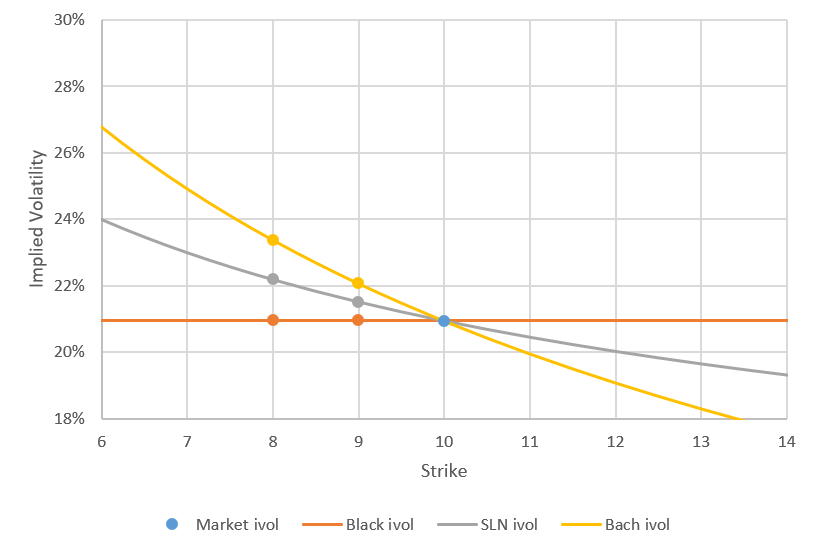 30%
28%
26%
24%
22%
20%
18%
Implied Volatility
6 7 8 9 10 11 12 13 14
Strike
Market ivol Black ivol SLN ivol Bach ivol